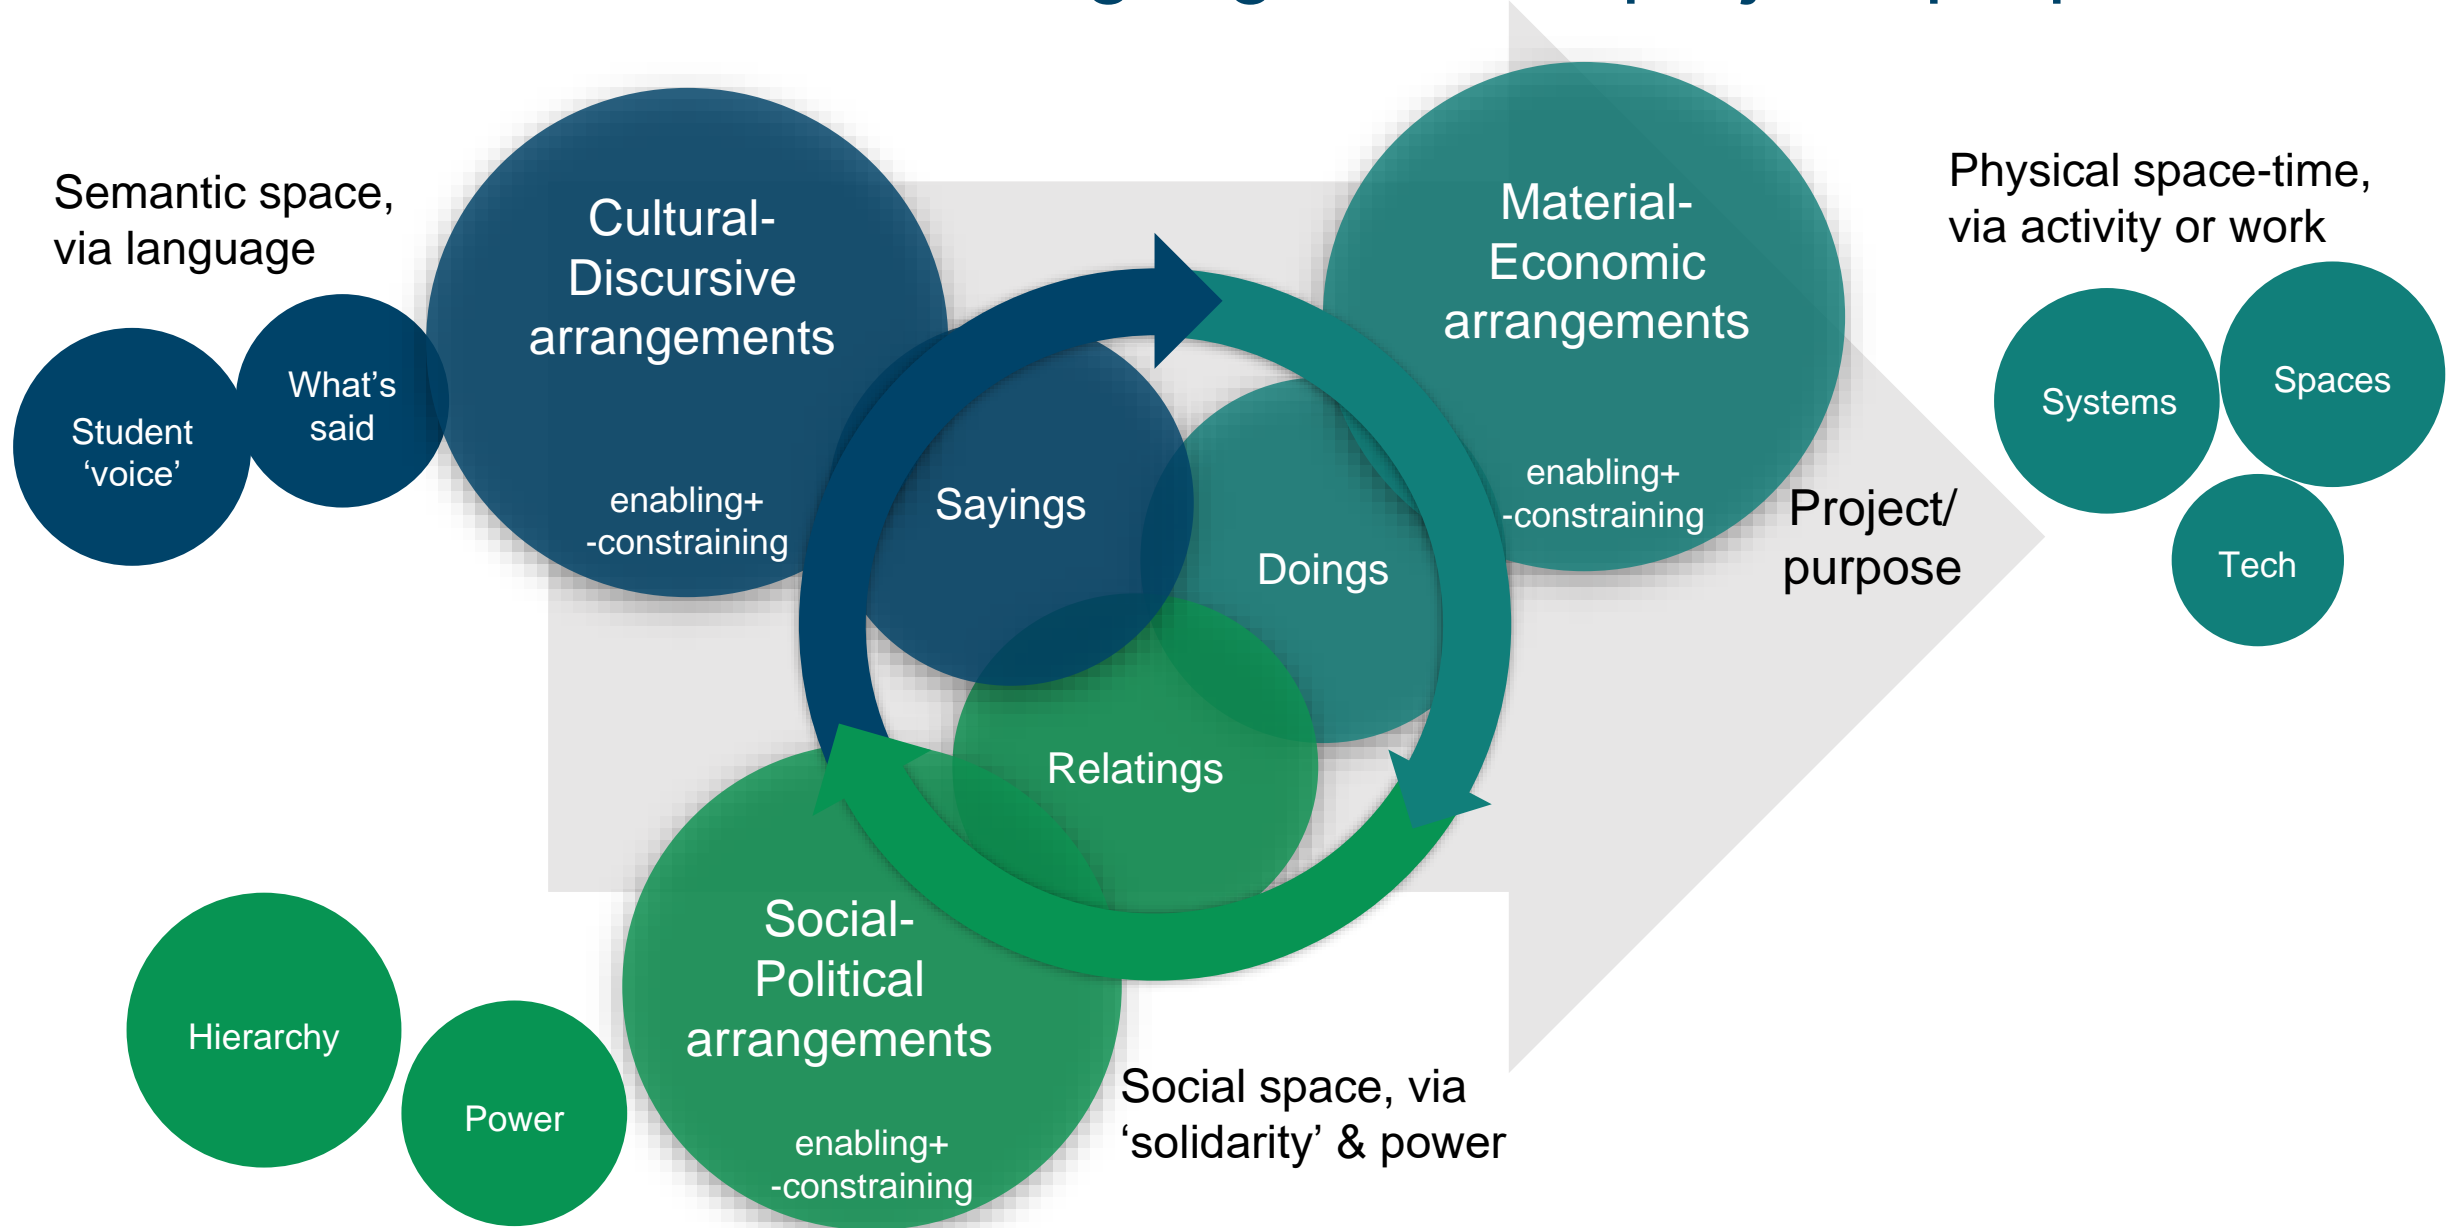 Semantic space,
via language
Student
‘voice’
What’s
said
Cultural-
Discursive
arrangements
enabling+
-constraining
Sayings
Material-
Economic
arrangements
enabling+
-constraining
Doings
Project/
purpose
Physical space-time,
via activity or work
Systems
Spaces
Tech
Relatings
Social-
Political
arrangements
enabling+
-constraining
Hierarchy
Power
Social space, via
‘solidarity’ & power